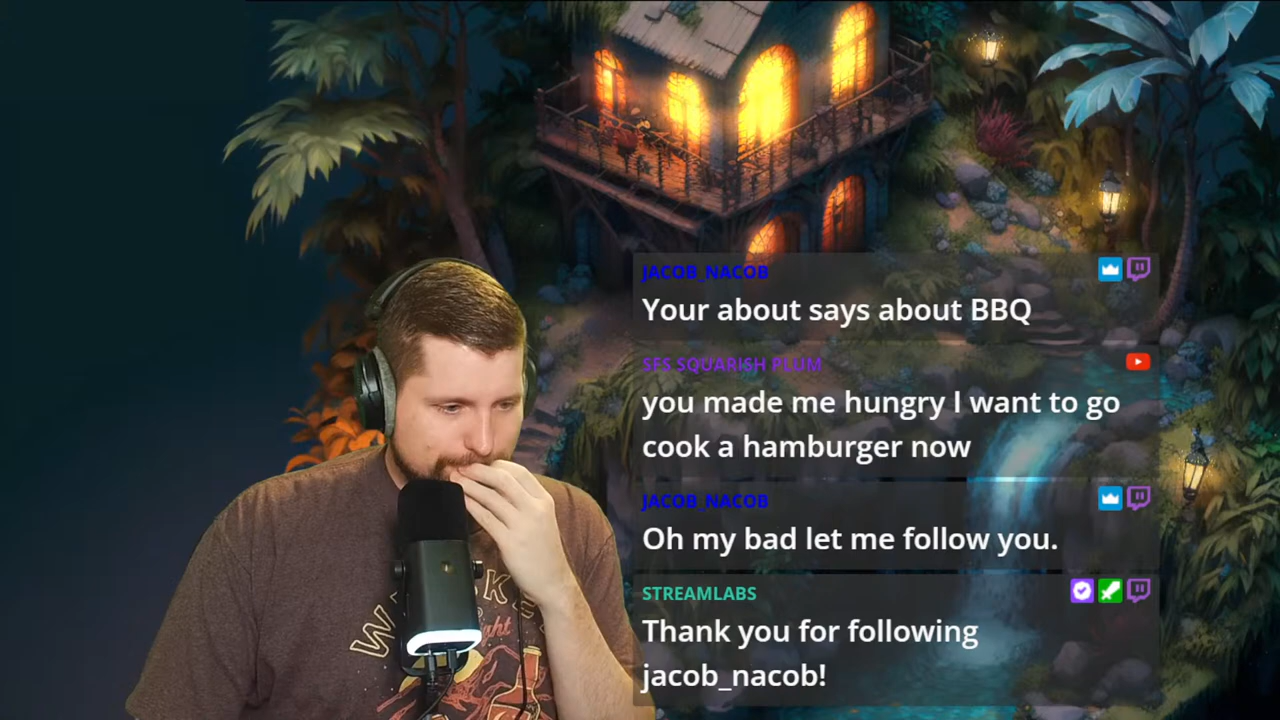 JACOB_NACOB
Your about says about BBQ
SFS SQUARISH PLUM
you made me hungry I want to go
cook a hamburger now
JACOB_NACOB
Oh my bad let me follow you.
STREAMLABS
Thank you for following
jacob_nacob!